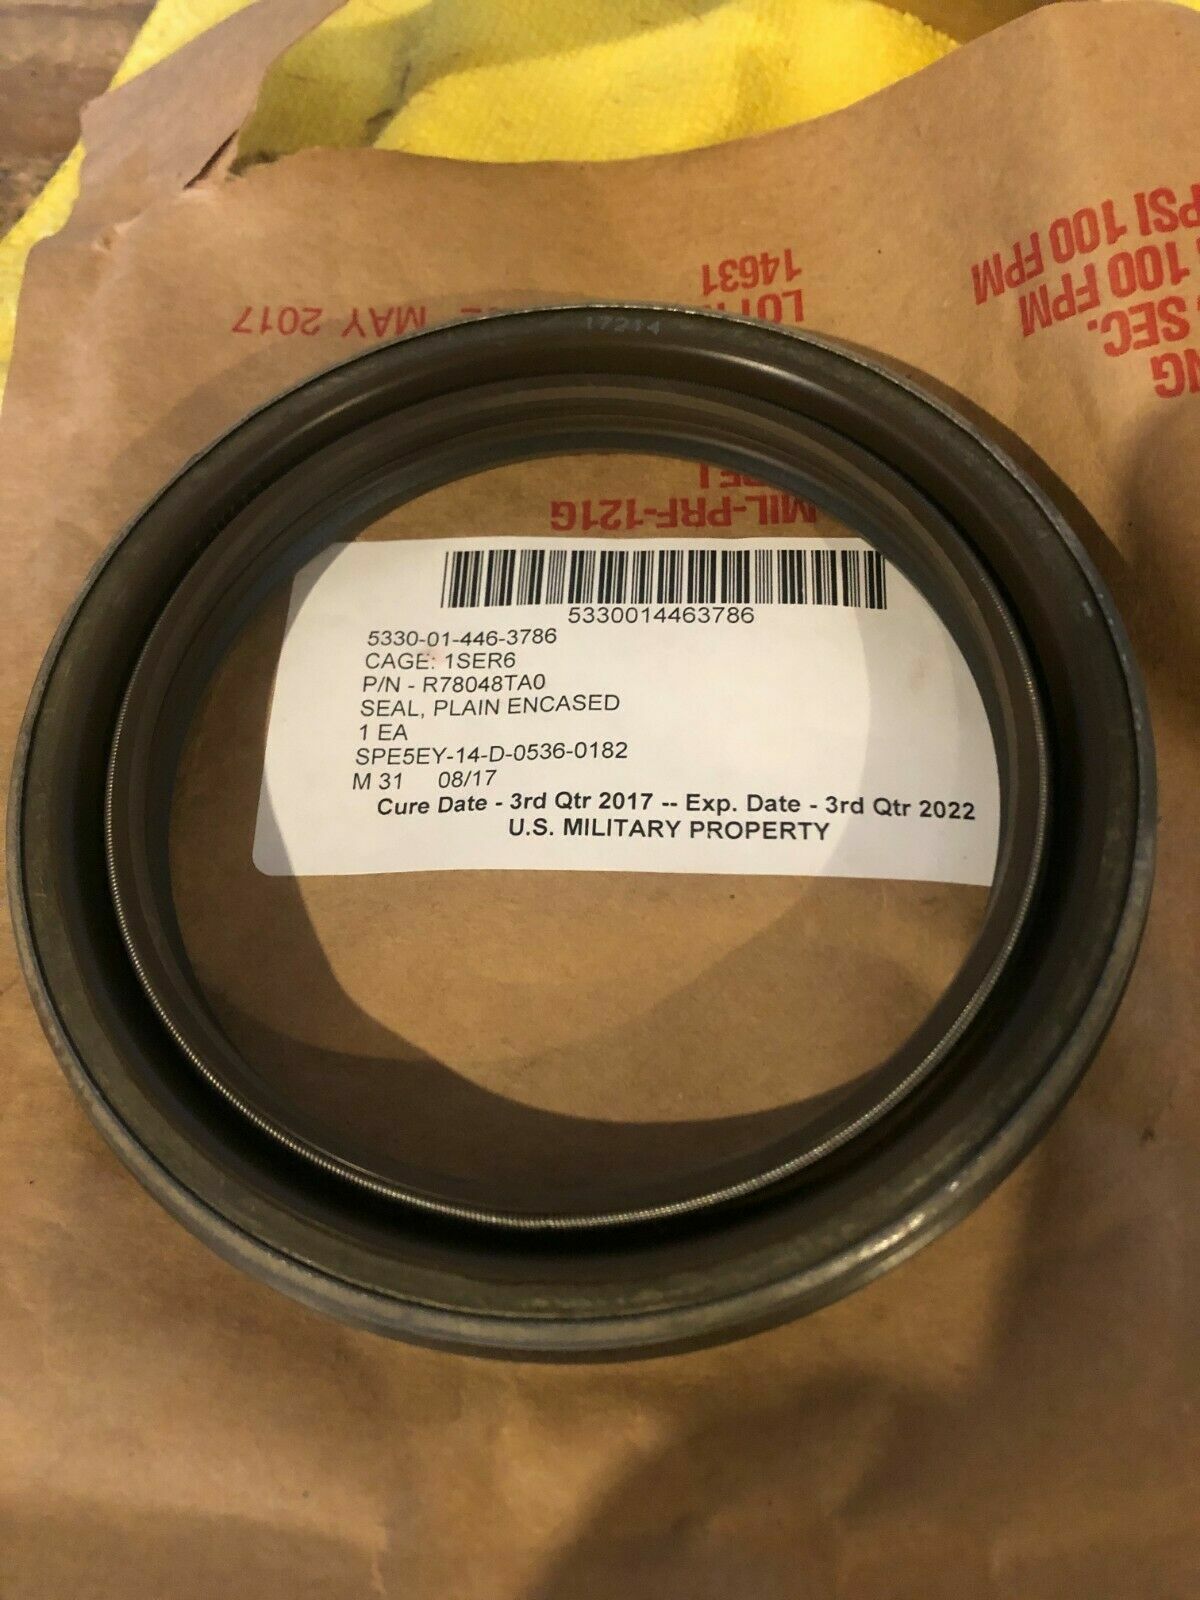 PSI 100 FPM
100 FPM
SEC.
NG
14631
LOT
MAY 2017
17214
MIL-PRF-121G
5330014463786
5330-01-446-3786
CAGE: 1SER6
P/N - R78048TA0
SEAL, PLAIN ENCASED
1 EA
SPE5EY-14-D-0536-0182
M 31 08/17
Cure Date - 3rd Qtr 2017 -- Exp. Date - 3rd Qtr 2022
U.S. MILITARY PROPERTY